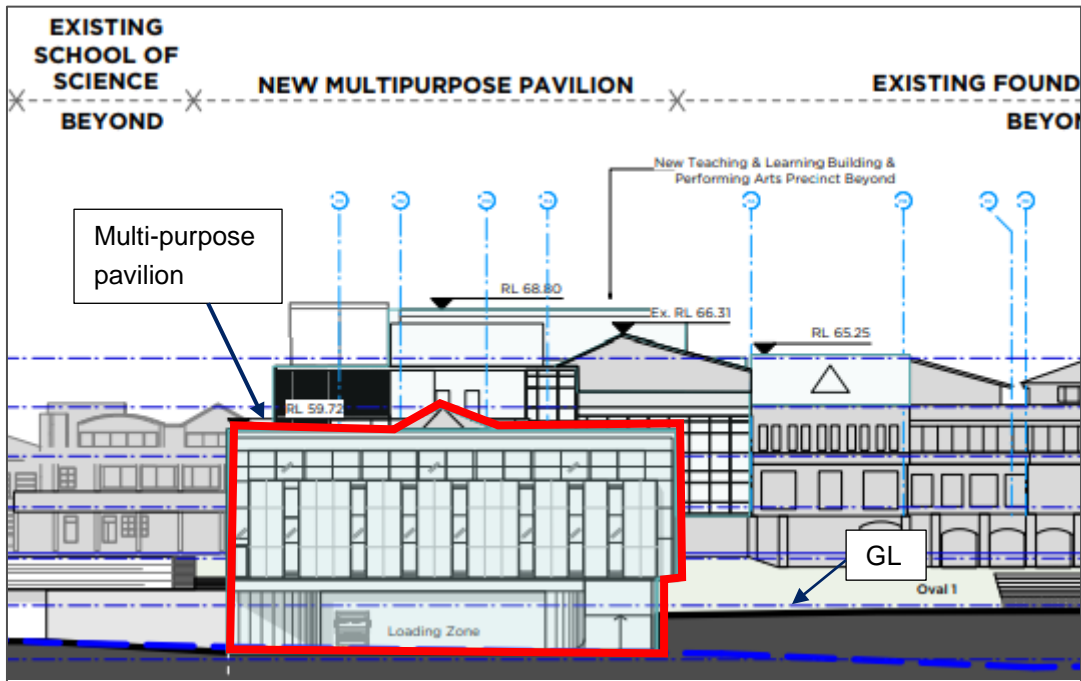 EXISTING
SCHOOL OF
SCIENCE
BEYOND
NEW MULTIPURPOSE PAVILION
EXISTING FOUND
BEYON
New Teaching & Learning Building &
Performing Arts Precinct Beyond
Multi-purpose
pavilion
RL 68.80
Ex. RL 66.31
RL 65.25
RL 59.72
GL
Oval 1
Loading Zone